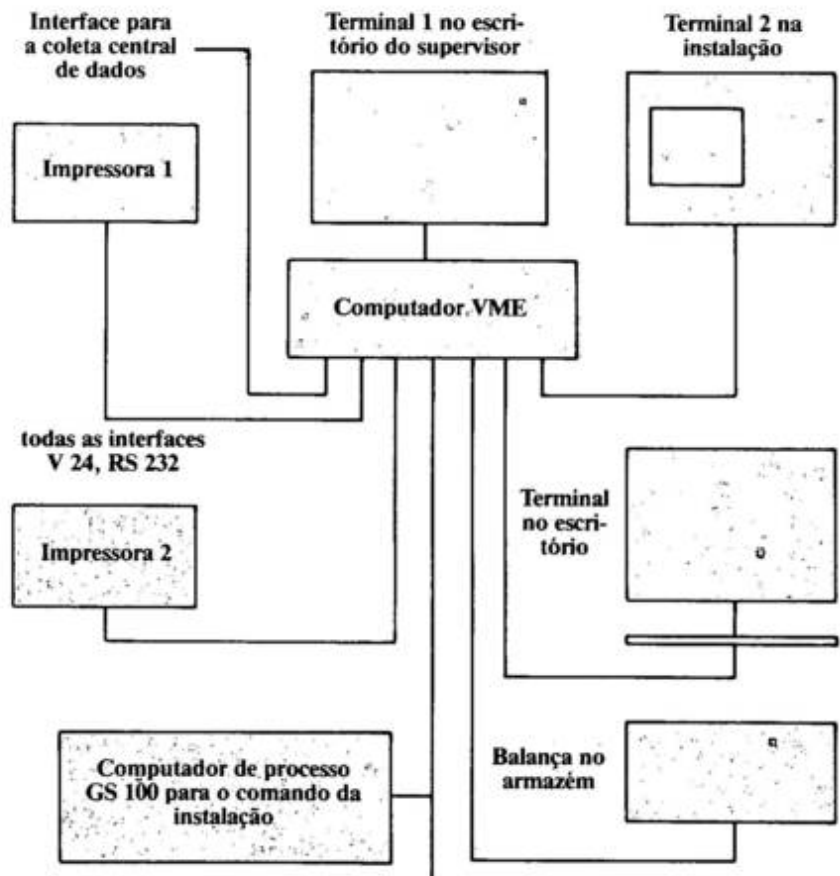 Interface para
a coleta central
de dados
Terminal 1 no escri-
tório do supervisor
Terminal 2 na
instalação
Impressora 1
Computador VME
todas as interfaces
V 24, RS 232
Impressora 2
Terminal
no escri-
tório
Computador de processo
GS 100 para o comando da
instalação
Balança no
armazém